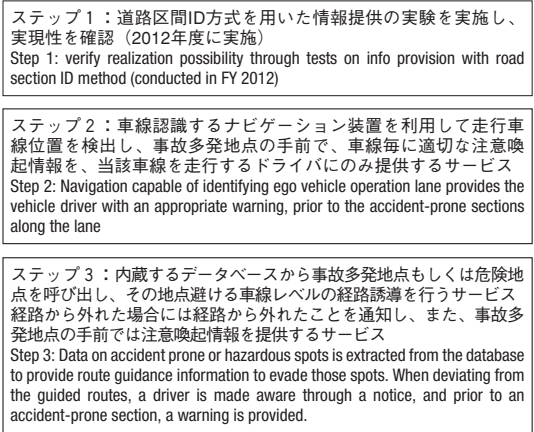 ステップ1：道路区間ID方式を用いた情報提供の実験を実施し、
実現性を確認（2012年度に実施）
Step 1: verify realization possibility through tests on info provision with road
section ID method (conducted in FY 2012)
ステップ2：車線認識するナビゲーション装置を利用して走行車
線位置を検出し、事故多発地点の手前で、車線毎に適切な注意喚
起情報を、当該車線を走行するドライバにのみ提供するサービス
Step 2: Navigation capable of identifying ego vehicle operation lane provides the
vehicle driver with an appropriate warning, prior to the accident-prone sections
along the lane
ステップ3：内蔵するデータベースから事故多発地点もしくは危険地
点を呼び出し、その地点避ける車線レベルの経路誘導を行うサービス
経路から外れた場合には経路から外れたことを通知し、また、事故多
発地点の手前では注意喚起情報を提供するサービス
Step 3: Data on accident prone or hazardous spots is extracted from the database
to provide route guidance information to evade those spots. When deviating from
the guided routes, a driver is made aware through a notice, and prior to an
accident-prone section, a warning is provided.